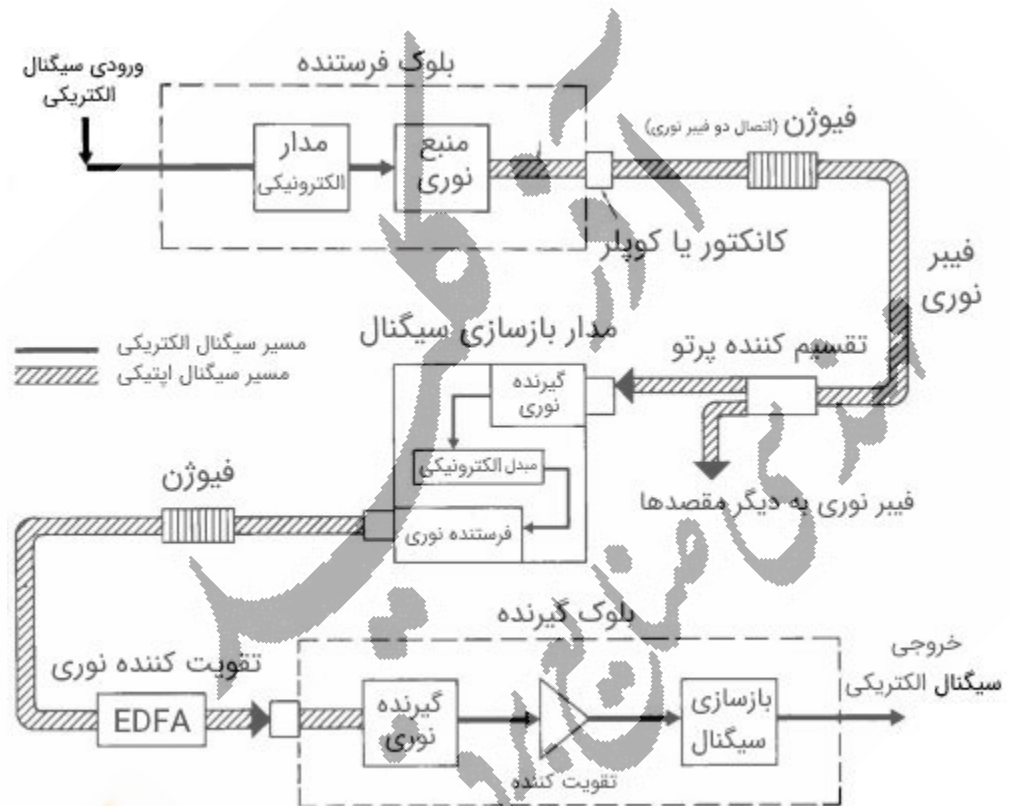 ورودی سیگنال
الکتریکی
بلوک فرستنده
مدار
الکترونیکی
منبع
نوری
فیوژن (اتصال دو فیبر نوری)
کانکتور یا کوپلر
فیبر
نوری
مدار بازسازی سیگنال
تقسیم کننده پرتو
مسیر سیگنال الکتریکی
مسیر سیگنال اپتیکی
گیرنده
نوری
مبدل الکترونیکی
فرستنده نوری
فیبر نوری به دیگر مقصدها
فیوژن
بلوک گیرنده
تقویت کننده نوری
EDFA
گیرنده
نوری
تقویت کننده
بازسازی
سیگنال
خروجی
سیگنال الکتریکی